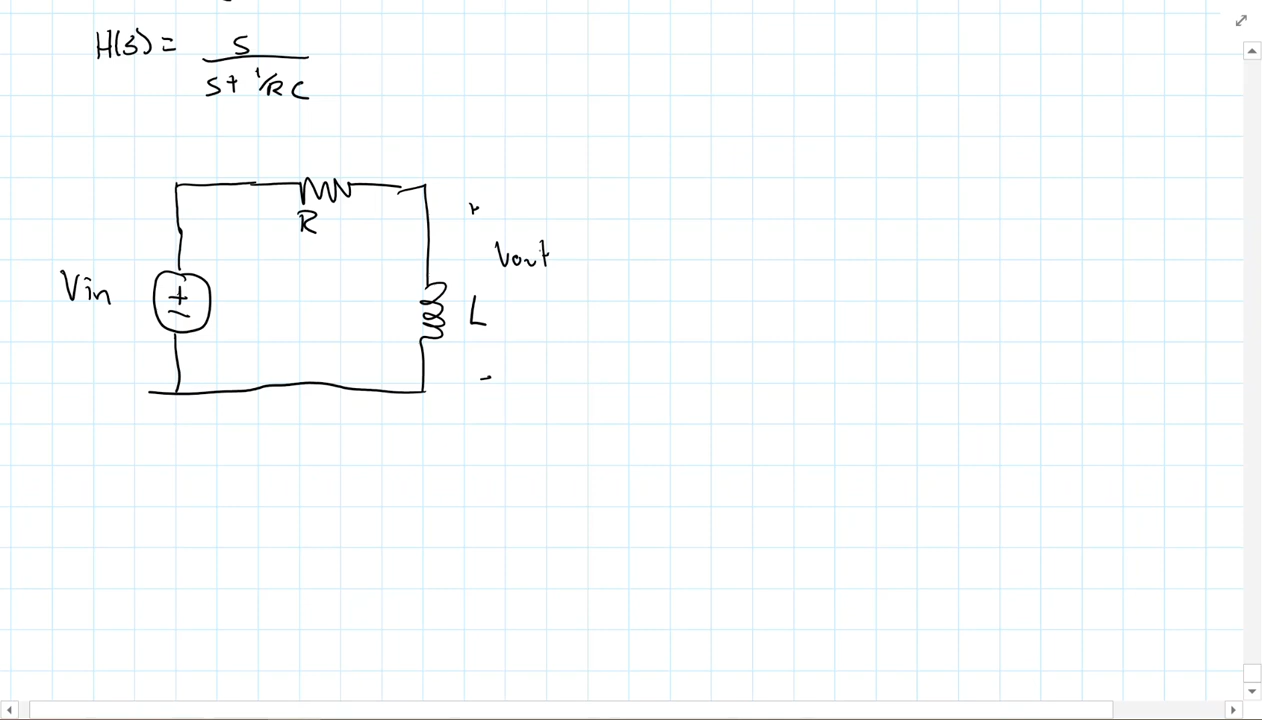 H(s) = s
s + 1/RC
R
+
Vout
Vin
+
-
L
-